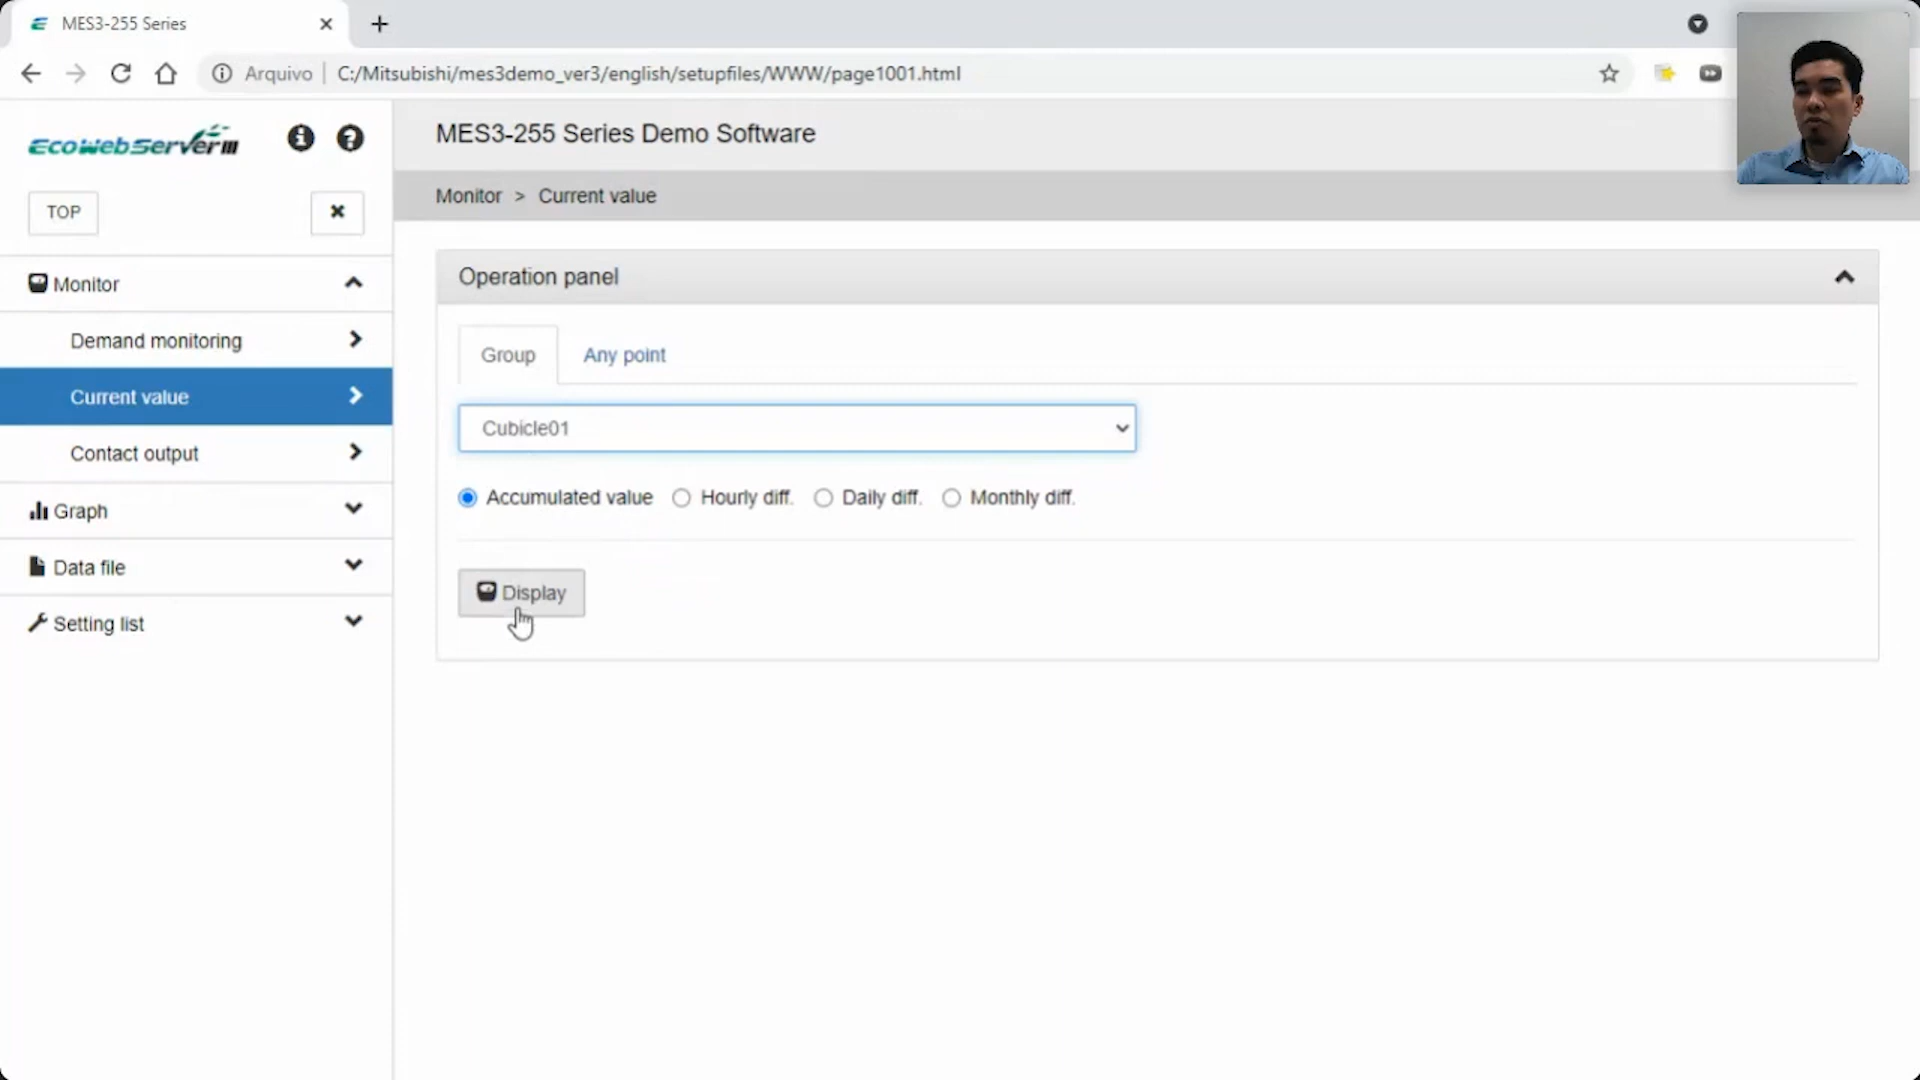 MES3-255 Series
Arquivo | C:/Mitsubishi/mes3demo_ver3/english/setupfiles/WWW/page1001.html
EcoWebServerIII
MES3-255 Series Demo Software
TOP
Monitor > Current value
Monitor
Demand monitoring
Current value
Contact output
Graph
Data file
Setting list
Operation panel
Group Any point
Cubicle01
Accumulated value Hourly diff. Daily diff. Monthly diff.
Display